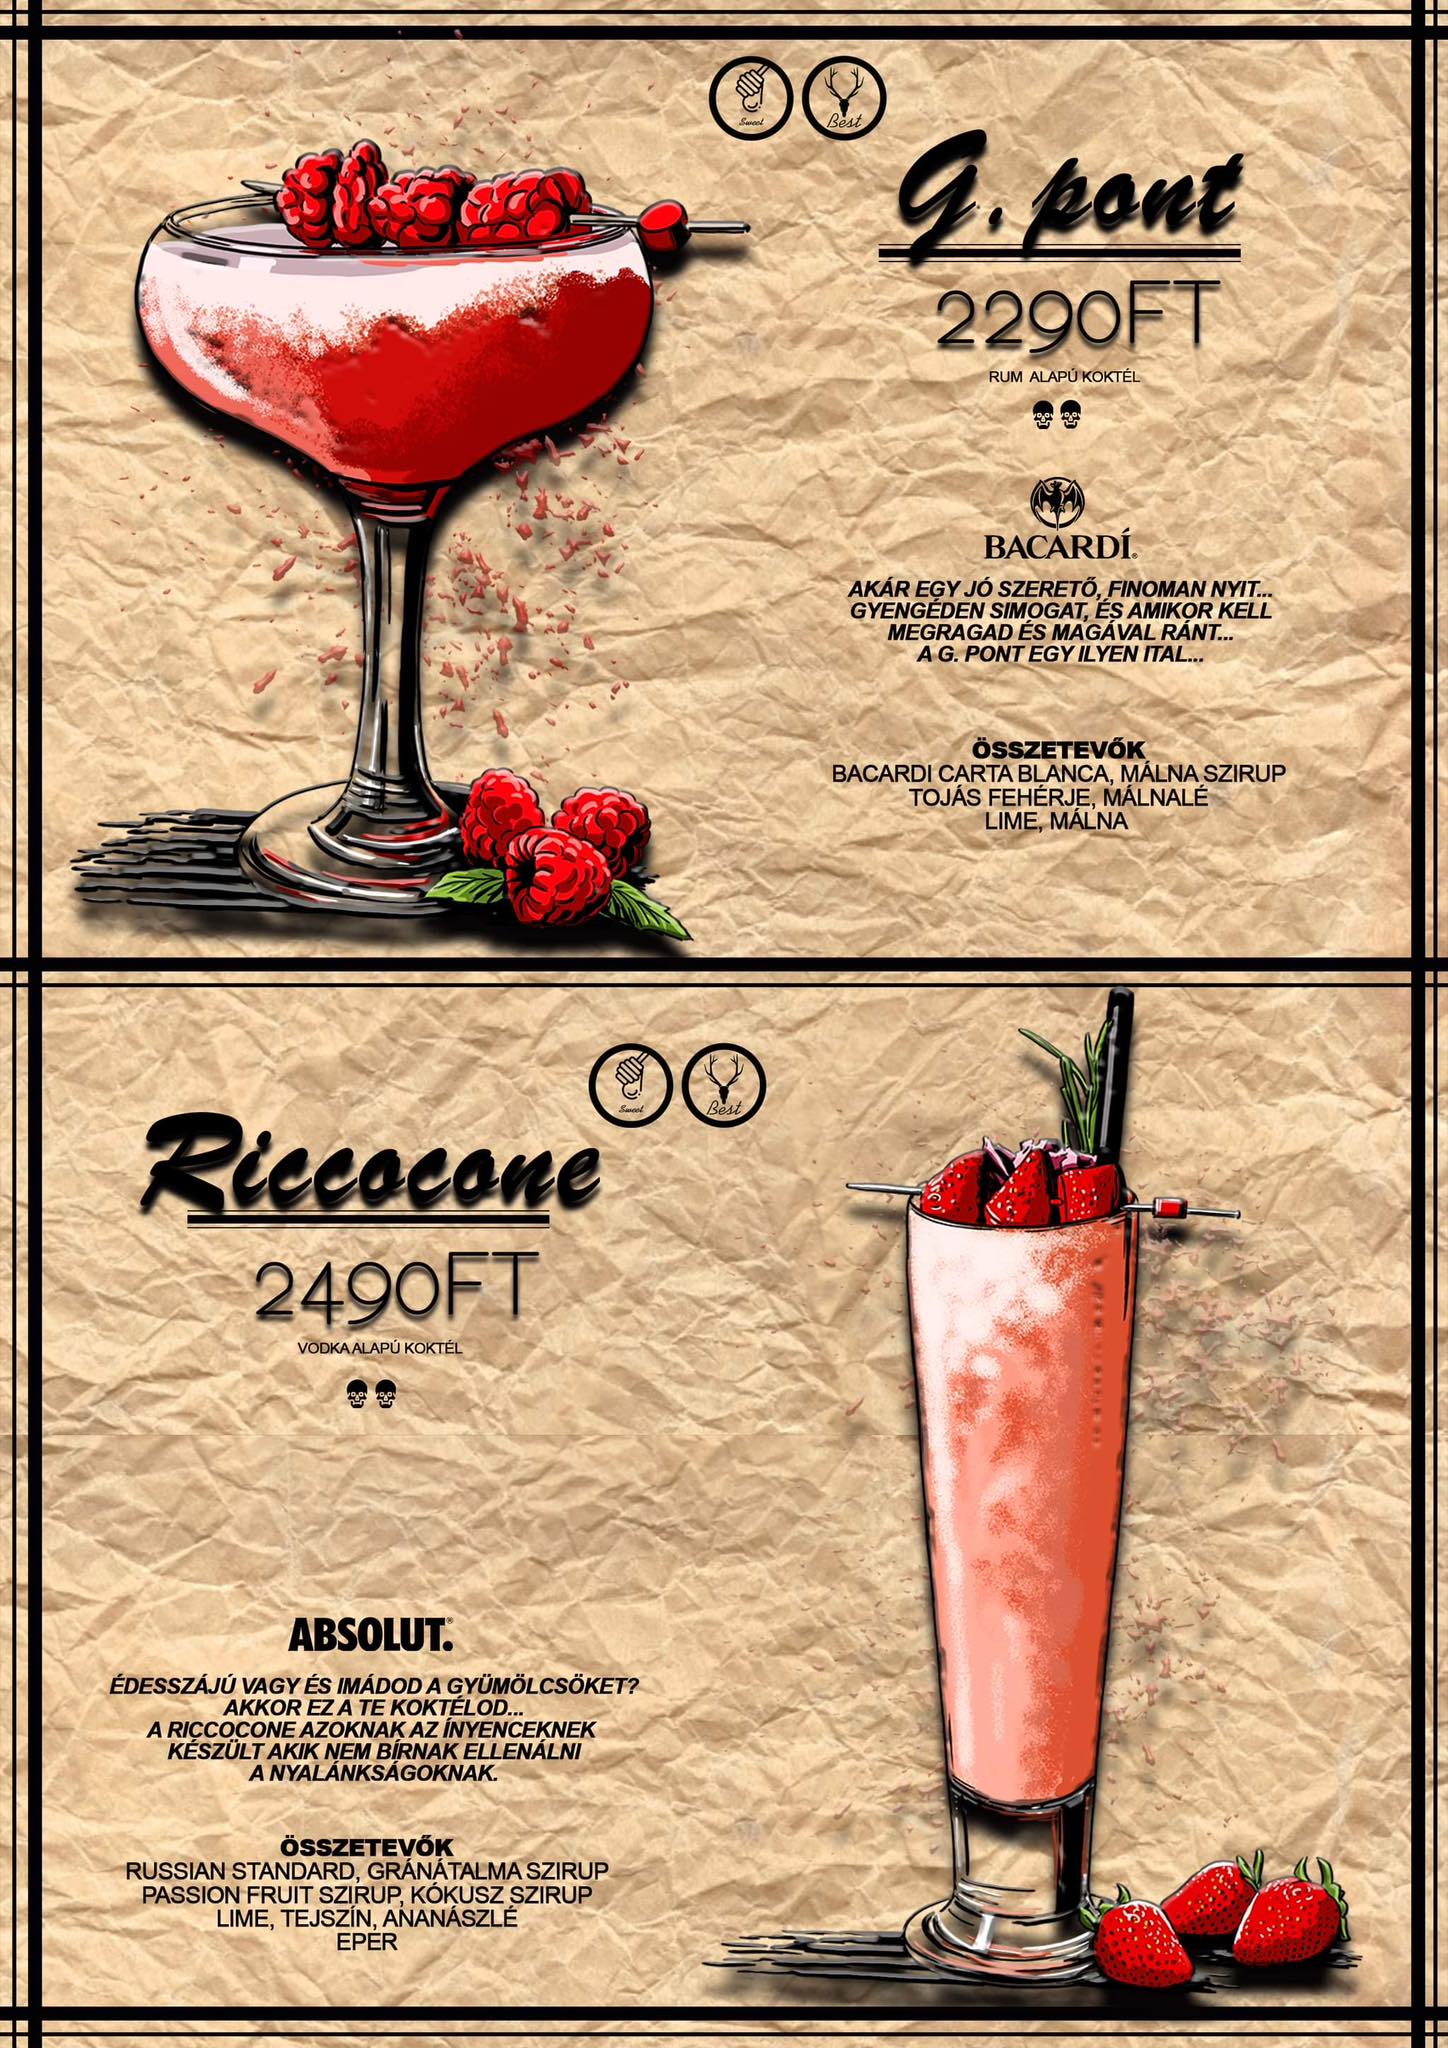 Sweet
Best
G. pont
2290FT
RUM ALAPÚ KOKTÉL
BACARDÍ®
AKÁR EGY JÓ SZERETŐ, FINOMAN NYIT...
GYENGÉDEN SIMOGAT, ÉS AMIKOR KELL
MEGRAGAD ÉS MAGÁVAL RÁNT...
A G. PONT EGY ILYEN ITAL...
ÖSSZETEVŐK
BACARDI CARTA BLANCA, MÁLNA SZIRUP
TOJÁS FEHÉRJE, MÁLNALÉ
LIME, MÁLNA
Sweet
Best
Riccocone
2490FT
VODKA ALAPÚ KOKTÉL
ABSOLUT.®
ÉDESSZÁJÚ VAGY ÉS IMÁDOD A GYÜMÖLCSÖKET?
AKKOR EZ A TE KOKTÉLOD...
A RICCOCONE AZOKNAK AZ ÍNYENCEKNEK
KÉSZÜLT AKIK NEM BÍRNAK ELLENÁLNI
A NYALÁNKSÁGOKNAK.
ÖSSZETEVŐK
RUSSIAN STANDARD, GRÁNÁTALMA SZIRUP
PASSION FRUIT SZIRUP, KÓKUSZ SZIRUP
LIME, TEJSZÍN, ANANÁSZLÉ
EPER